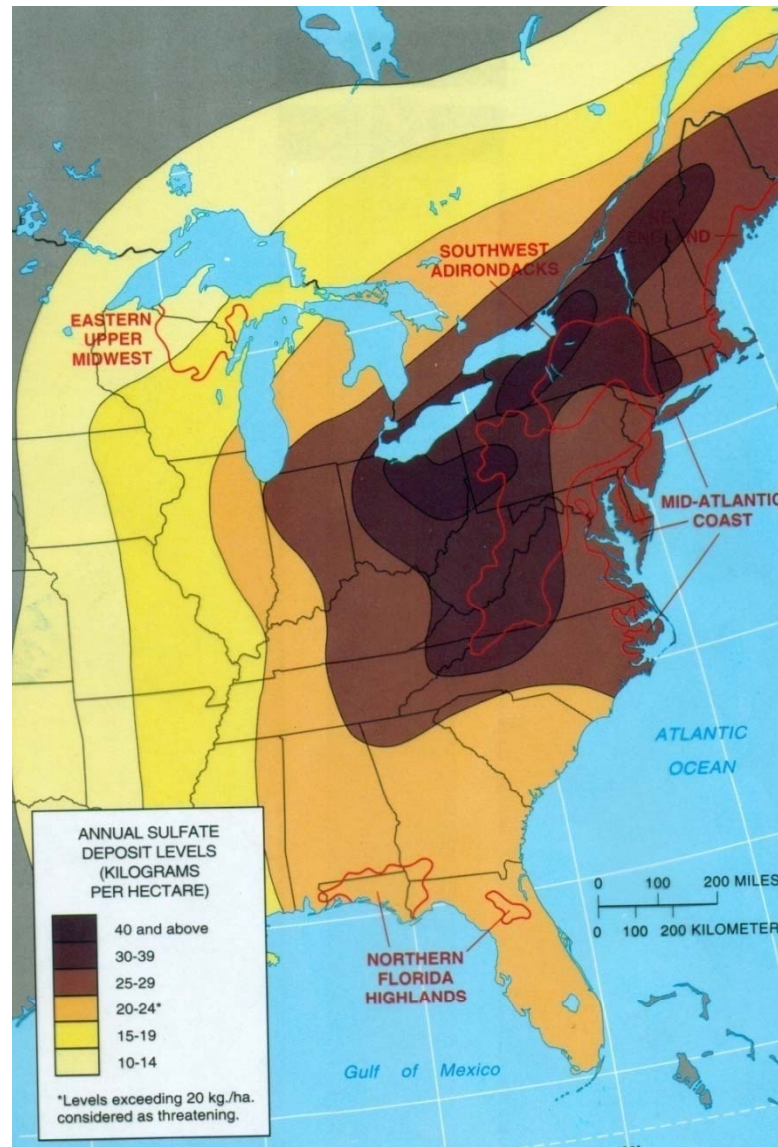 NEW
ENGLAND
SOUTHWEST
ADIRONDACKS
EASTERN
UPPER
MIDWEST
MID-ATLANTIC
COAST
ATLANTIC
OCEAN
ANNUAL SULFATE
DEPOSIT LEVELS
(KILOGRAMS
PER HECTARE)
40 and above
30-39
25-29
20-24*
15-19
10-14
*Levels exceeding 20 kg./ha.
considered as threatening.
0 100 200 MILES
0 100 200 KILOMETER
NORTHERN
FLORIDA
HIGHLANDS
Gulf of Mexico